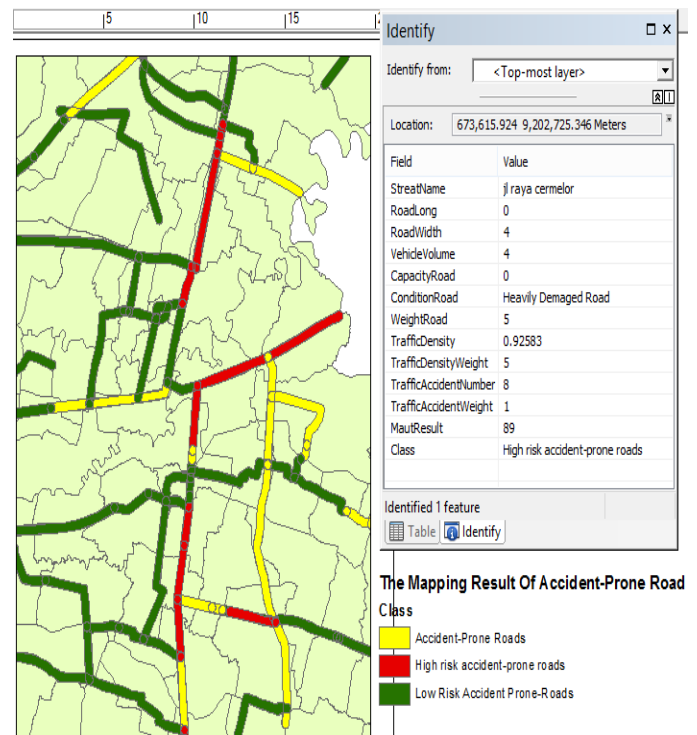 5 10 15
Identify
Identify from: <Top-most layer>
Location: 673,615.924 9,202,725.346 Meters
Field Value
StreatName jl raya cermelor
RoadLong 0
RoadWidth 4
VehicleVolume 4
CapacityRoad 0
ConditionRoad Heavily Damaged Road
WeightRoad 5
TrafficDensity 0.92583
TrafficDensityWeight 5
TrafficAccidentNumber 8
TrafficAccidentWeight 1
MautResult 89
Class High risk accident-prone roads
Identified 1 feature
Table Identify
The Mapping Result Of Accident-Prone Road
Class
Accident-Prone Roads
High risk accident-prone roads
Low Risk Accident Prone-Roads